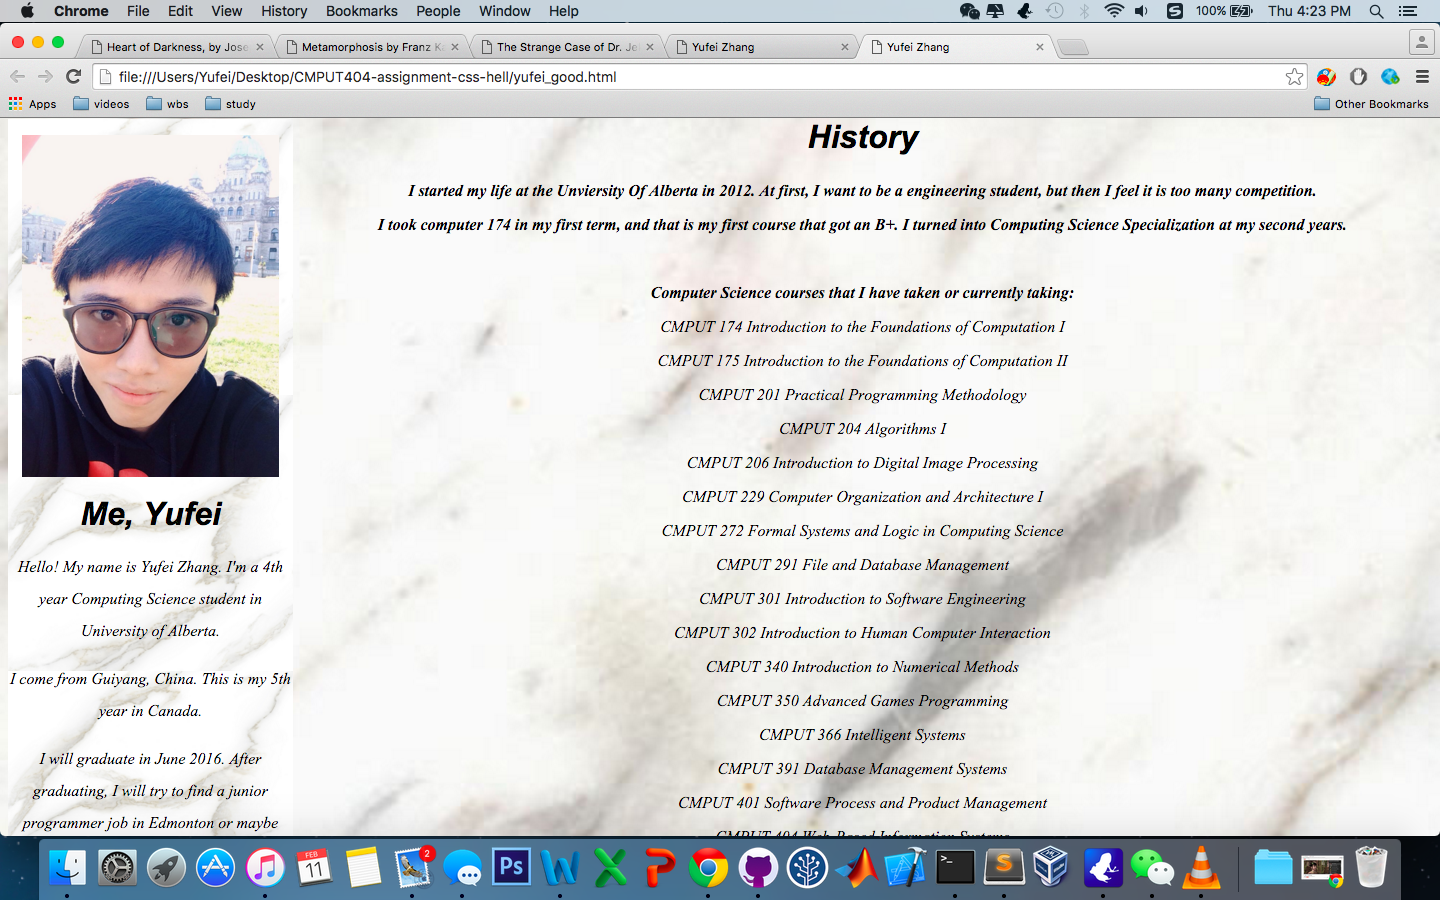 Chrome File Edit View History Bookmarks People Window Help 100% Thu 4:23 PM
Heart of Darkness, by Jose Metamorphosis by Franz K The Strange Case of Dr. Je Yufei Zhang Yufei Zhang
file:///Users/Yufei/Desktop/CMPUT404-assignment-css-hell/yufei_good.html
Apps videos wbs study Other Bookmarks
Me, Yufei
Hello! My name is Yufei Zhang. I'm a 4th
year Computing Science student in
University of Alberta.
I come from Guiyang, China. This is my 5th
year in Canada.
I will graduate in June 2016. After
graduating, I will try to find a junior
programmer job in Edmonton or maybe
History
I started my life at the Unviersity Of Alberta in 2012. At first, I want to be a engineering student, but then I feel it is too many competition.
I took computer 174 in my first term, and that is my first course that got an B+. I turned into Computing Science Specialization at my second years.
Computer Science courses that I have taken or currently taking:
CMPUT 174 Introduction to the Foundations of Computation I
CMPUT 175 Introduction to the Foundations of Computation II
CMPUT 201 Practical Programming Methodology
CMPUT 204 Algorithms I
CMPUT 206 Introduction to Digital Image Processing
CMPUT 229 Computer Organization and Architecture I
CMPUT 272 Formal Systems and Logic in Computing Science
CMPUT 291 File and Database Management
CMPUT 301 Introduction to Software Engineering
CMPUT 302 Introduction to Human Computer Interaction
CMPUT 340 Introduction to Numerical Methods
CMPUT 350 Advanced Games Programming
CMPUT 366 Intelligent Systems
CMPUT 391 Database Management Systems
CMPUT 401 Software Process and Product Management
CMPUT 404 Web-Based Information Systems
FEB
11
2
Ps